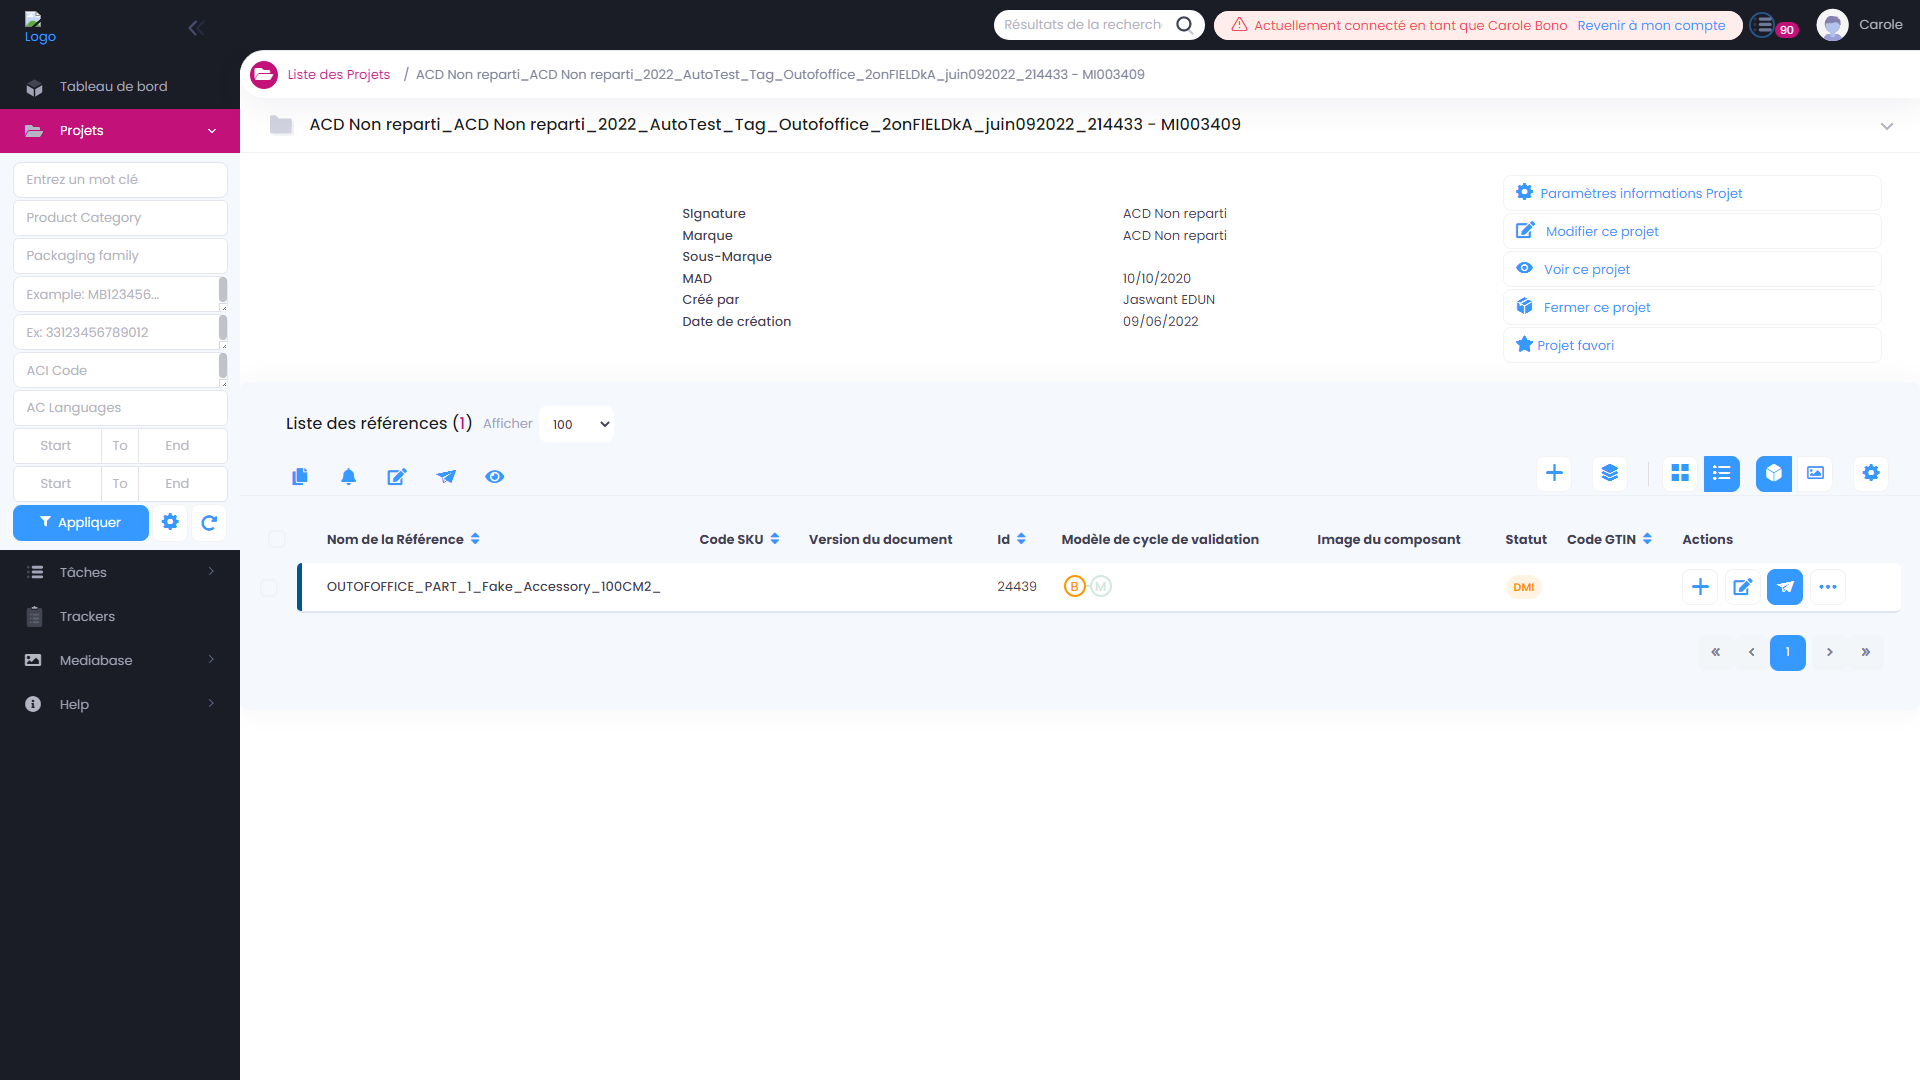 Logo
Actuellement connecté en tant que Carole Bono Revenir à mon compte
90
Carole
Résultats de la recherch
Tableau de bord
Projets
Entrez un mot clé
Product Category
Packaging family
Example: MB123456...
Ex: 33123456789012
ACI Code
AC Languages
Start To End
Start To End
Appliquer
Tâches
Trackers
Mediabase
Help
Liste des Projets / ACD Non reparti_ACD Non reparti_2022_AutoTest_Tag_Outofoffice_2onFIELDkA_juin092022_214433 - MI003409
ACD Non reparti_ACD Non reparti_2022_AutoTest_Tag_Outofoffice_2onFIELDkA_juin092022_214433 - MI003409
SIgnature ACD Non reparti
Marque ACD Non reparti
Sous-Marque
MAD 10/10/2020
Créé par Jaswant EDUN
Date de création 09/06/2022
Paramètres informations Projet
Modifier ce projet
Voir ce projet
Fermer ce projet
Projet favori
Liste des références (1) Afficher 100
Nom de la Référence Code SKU Version du document Id Modèle de cycle de validation Image du composant Statut Code GTIN Actions
OUTOFOFFICE_PART_1_Fake_Accessory_100CM2_ 24439 B M DMI
« ‹ 1 › »